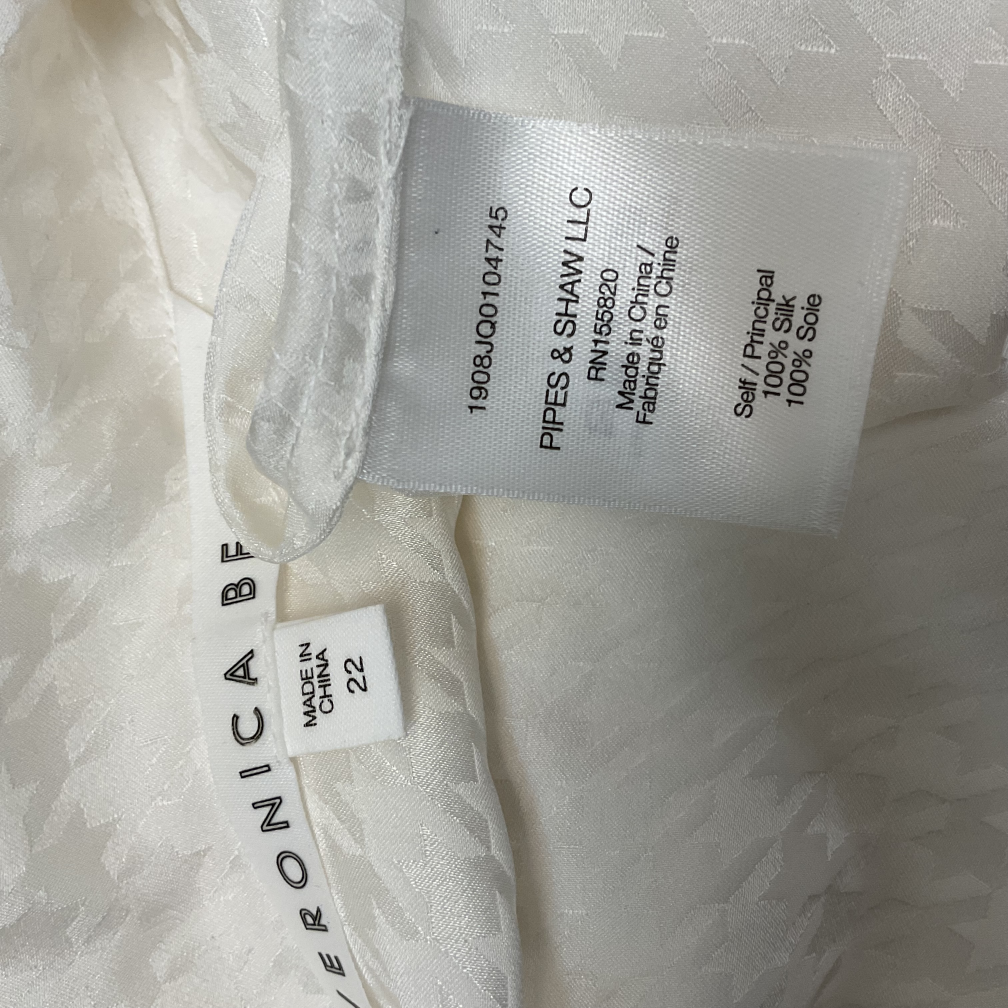 1908JQ0104745
PIPES & SHAW LLC
RN155820
Made in China /
Fabriqué en Chine
Self / Principal
100% Silk
100% Soie
VERONICA BE
MADE IN
CHINA
22